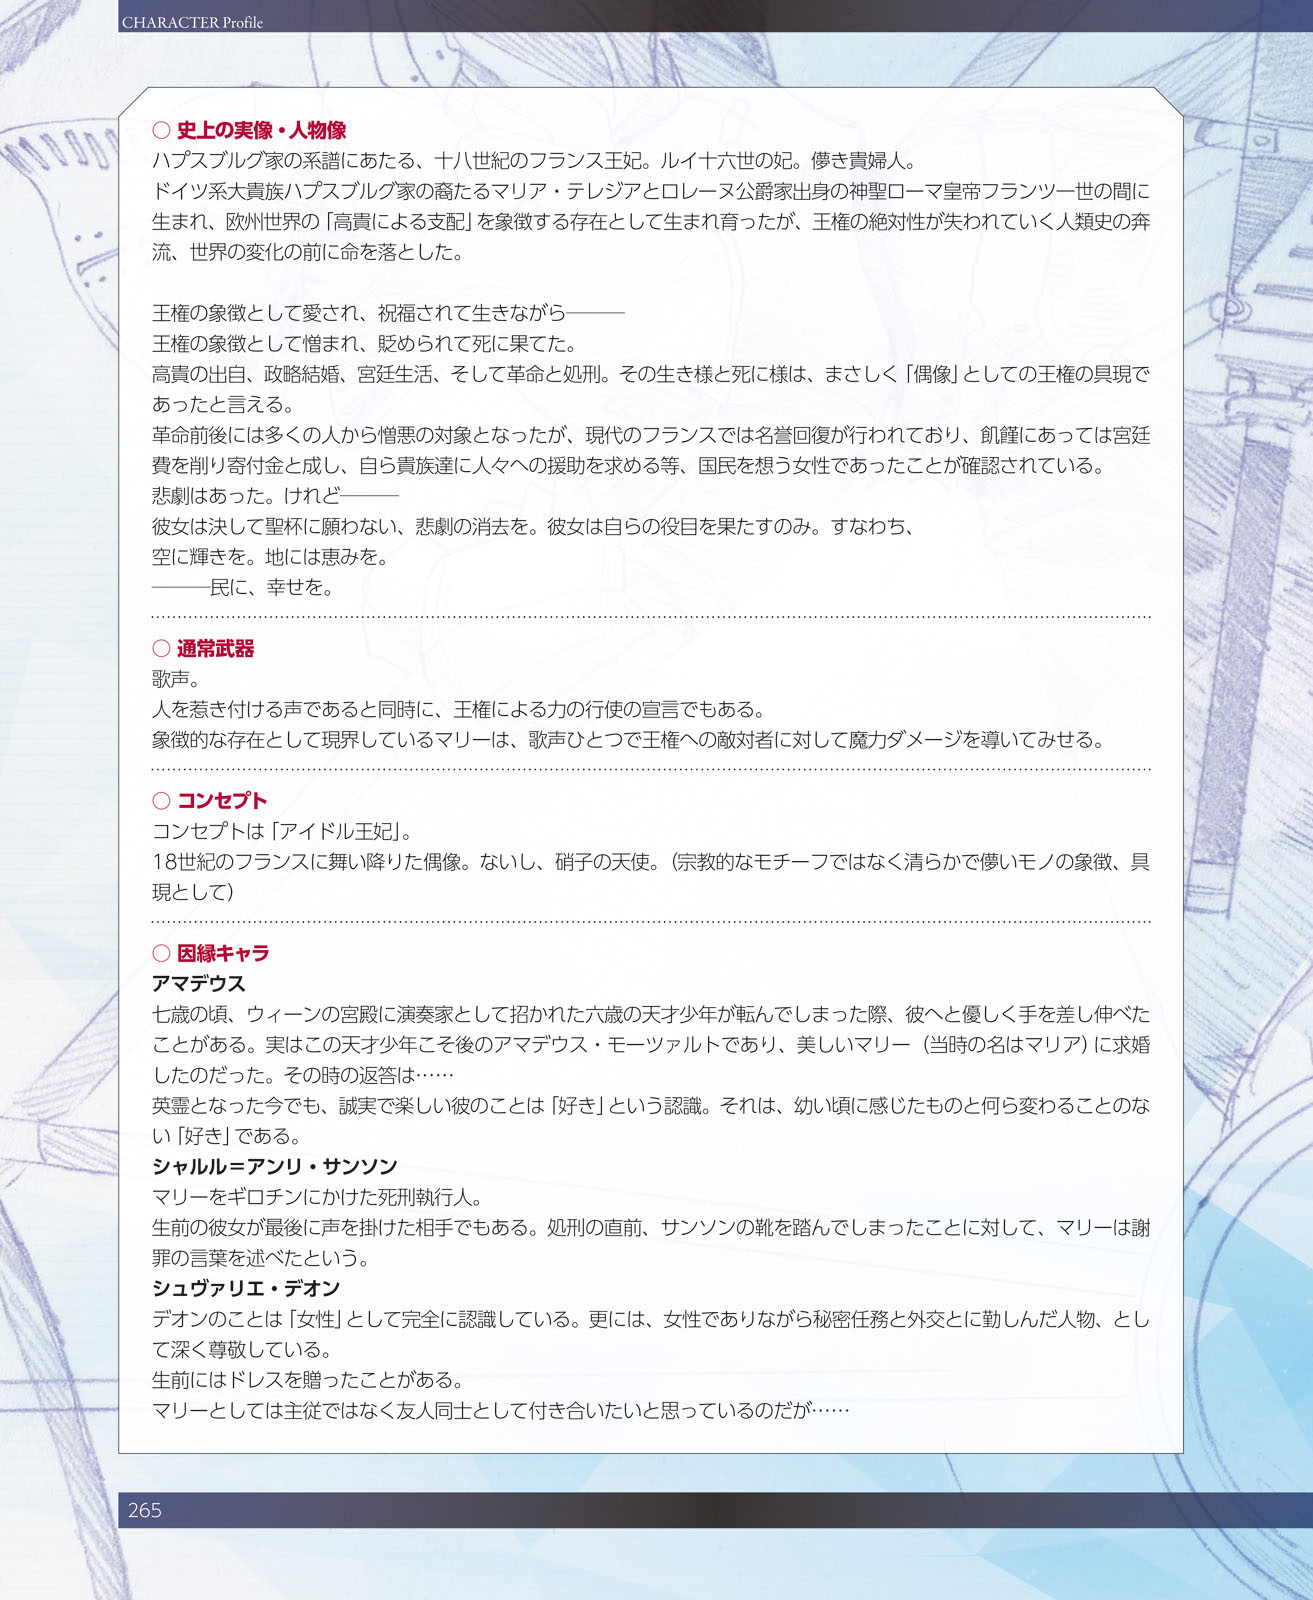 CHARACTER Profile
○ 史上の実像・人物像
ハプスブルグ家の系譜にあたる、十八世紀のフランス王妃。ルイ十六世の妃。儚き貴婦人。
ドイツ系大貴族ハプスブルグ家の裔たるマリア・テレジアとロレーヌ公爵家出身の神聖ローマ皇帝フランツ一世の間に
生まれ、欧州世界の「高貴による支配」を象徴する存在として生まれ育ったが、王権の絶対性が失われていく人類史の奔
流、世界の変化の前に命を落とした。
王権の象徴として愛され、祝福されて生きながら―――
王権の象徴として憎まれ、貶められて死に果てた。
高貴の出自、政略結婚、宮廷生活、そして革命と処刑。その生き様と死に様は、まさしく「偶像」としての王権の具現で
あったと言える。
革命前後には多くの人から憎悪の対象となったが、現代のフランスでは名誉回復が行われており、飢饉にあっては宮廷
費を削り寄付金と成し、自ら貴族達に人々への援助を求める等、国民を想う女性であったことが確認されている。
悲劇はあった。けれど―――
彼女は決して聖杯に願わない、悲劇の消去を。彼女は自らの役目を果たすのみ。すなわち、
空に輝きを。地には恵みを。
―――民に、幸せを。
○ 通常武器
歌声。
人を惹き付ける声であると同時に、王権による力の行使の宣言でもある。
象徴的な存在として現界しているマリーは、歌声ひとつで王権への敵対者に対して魔力ダメージを導いてみせる。
○ コンセプト
コンセプトは「アイドル王妃」。
18世紀のフランスに舞い降りた偶像。ないし、硝子の天使。（宗教的なモチーフではなく清らかで儚いモノの象徴、具
現として）
○ 因縁キャラ
アマデウス
七歳の頃、ウィーンの宮殿に演奏家として招かれた六歳の天才少年が転んでしまった際、彼へと優しく手を差し伸べた
ことがある。実はこの天才少年こそ後のアマデウス・モーツァルトであり、美しいマリー（当時の名はマリア）に求婚
したのだった。その時の返答は……
英霊となった今でも、誠実で楽しい彼のことは「好き」という認識。それは、幼い頃に感じたものと何ら変わることのな
い「好き」である。
シャルル＝アンリ・サンソン
マリーをギロチンにかけた死刑執行人。
生前の彼女が最後に声を掛けた相手でもある。処刑の直前、サンソンの靴を踏んでしまったことに対して、マリーは謝
罪の言葉を述べたという。
シュヴァリエ・デオン
デオンのことは「女性」として完全に認識している。更には、女性でありながら秘密任務と外交とに勤しんだ人物、とし
て深く尊敬している。
生前にはドレスを贈ったことがある。
マリーとしては主従ではなく友人同士として付き合いたいと思っているのだが……
265